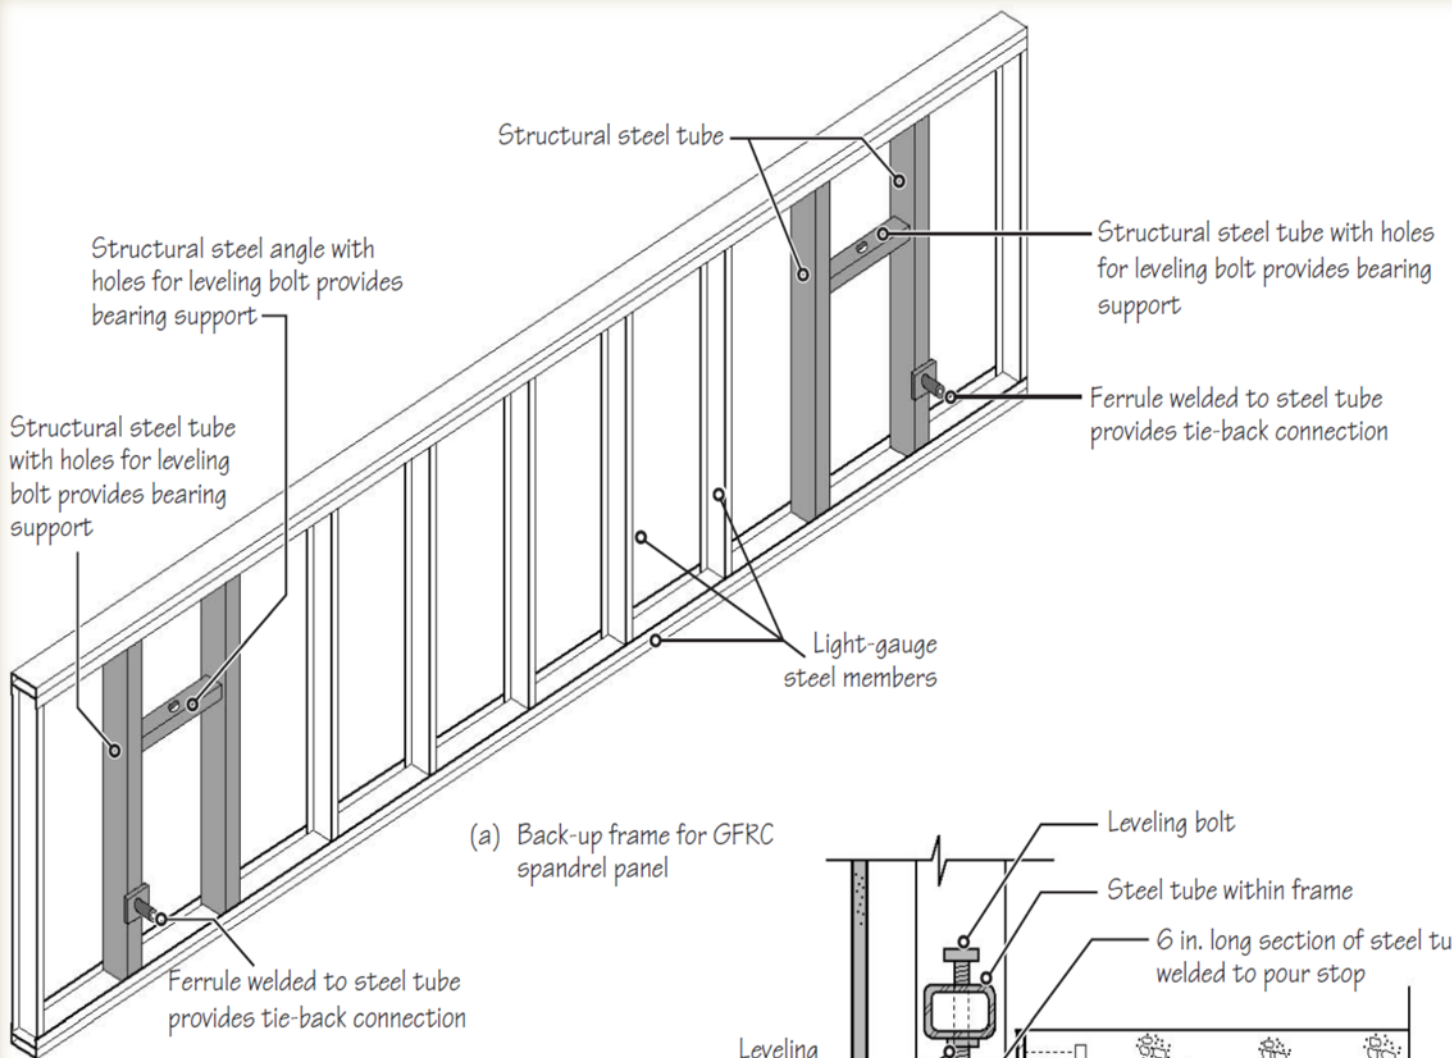 Structural steel tube
Structural steel angle with
holes for leveling bolt provides
bearing support
Structural steel tube with holes
for leveling bolt provides bearing
support
Structural steel tube
with holes for leveling
bolt provides bearing
support
Ferrule welded to steel tube
provides tie-back connection
Light-gauge
steel members
(a) Back-up frame for GFRC
spandrel panel
Ferrule welded to steel tube
provides tie-back connection
Leveling bolt
Steel tube within frame
6 in. long section of steel
welded to pour stop
Leveling